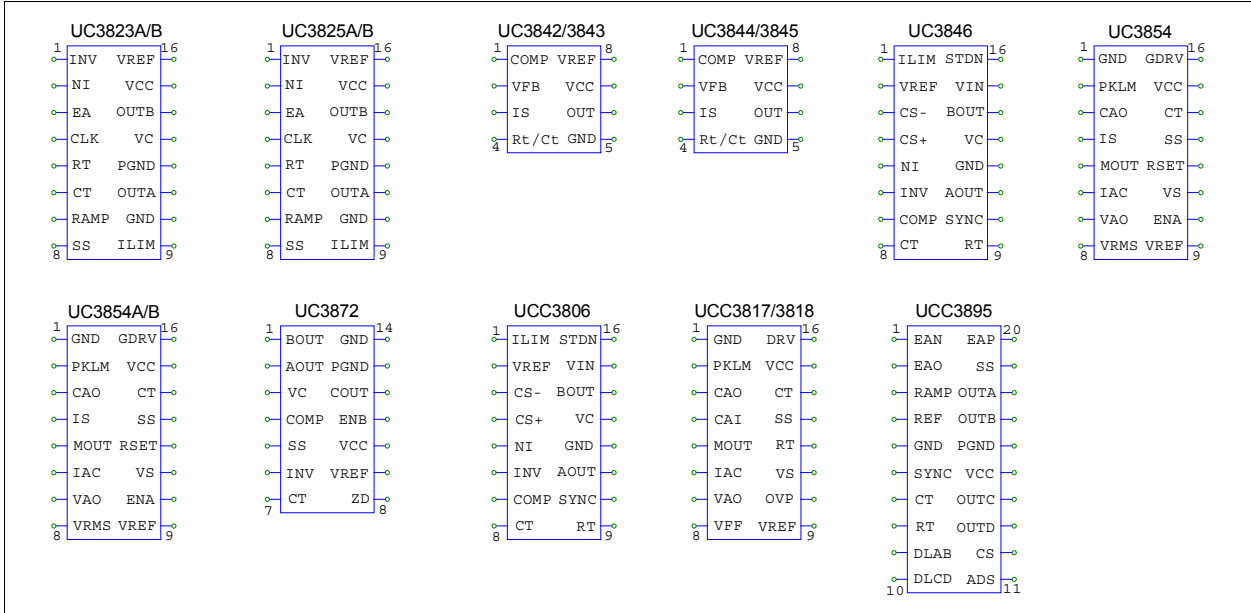 UC3823A/B UC3825A/B UC3842/3843 UC3844/3845 UC3846 UC3854
1 16 1 16 1 8 1 8 1 16 1 16
INV VREF INV VREF COMP VREF COMP VREF ILIM STDN GND GDRV
NI VCC NI VCC VFB VCC VFB VCC VREF VIN PKLM VCC
EA OUTB EA OUTB IS OUT IS OUT CS- BOUT CAO CT
CLK VC CLK VC Rt/Ct GND Rt/Ct GND CS+ VC IS SS
4 5 4 5
RT PGND RT PGND NI GND MOUT RSET
CT OUTA CT OUTA INV AOUT IAC VS
RAMP GND RAMP GND COMP SYNC VAO ENA
SS ILIM SS ILIM CT RT VRMS VREF
8 9 8 9 8 9 8 9
UC3854A/B UC3872 UCC3806 UCC3817/3818 UCC3895
1 16 1 14 1 16 1 16 1 20
GND GDRV BOUT GND ILIM STDN GND DRV EAN EAP
PKLM VCC AOUT PGND VREF VIN PKLM VCC EAO SS
CAO CT VC COUT CS- BOUT CAO CT RAMP OUTA
IS SS COMP ENB CS+ VC CAI SS REF OUTB
MOUT RSET SS VCC NI GND MOUT RT GND PGND
IAC VS INV VREF INV AOUT IAC VS SYNC VCC
VAO ENA CT ZD COMP SYNC VAO OVP CT OUTC
7 8
VRMS VREF CT RT VFF VREF RT OUTD
8 9 8 9 8 9
DLAB CS
DLCD ADS
10 11